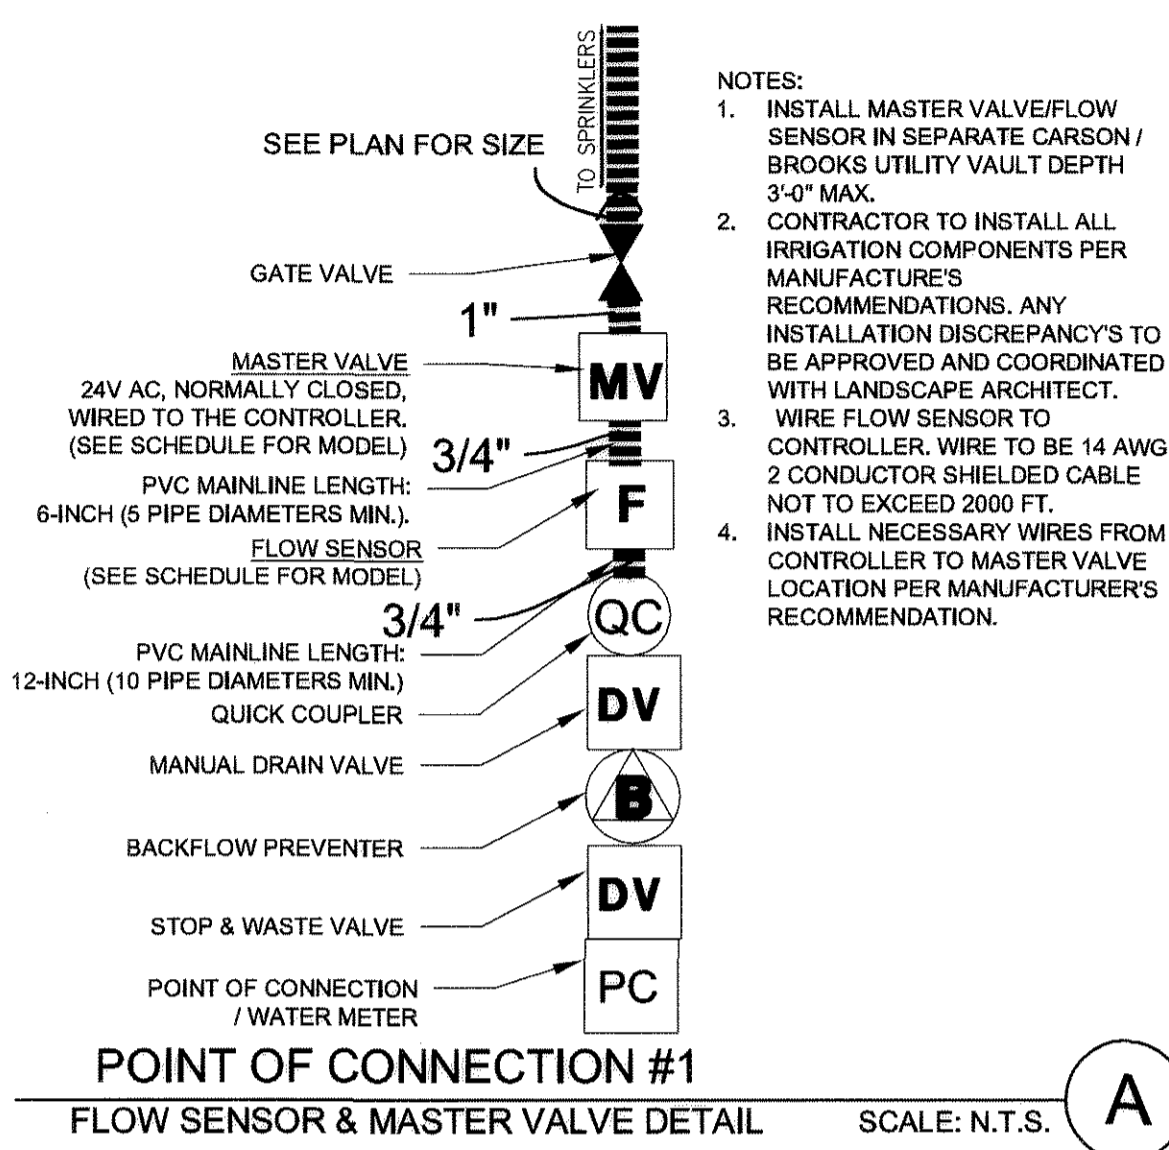 TO SPRINKLERS
SEE PLAN FOR SIZE
GATE VALVE
1"
MASTER VALVE
24V AC, NORMALLY CLOSED,
WIRED TO THE CONTROLLER.
(SEE SCHEDULE FOR MODEL)
MV
3/4"
PVC MAINLINE LENGTH:
6-INCH (5 PIPE DIAMETERS MIN.).
F
FLOW SENSOR
(SEE SCHEDULE FOR MODEL)
3/4"
QC
PVC MAINLINE LENGTH:
12-INCH (10 PIPE DIAMETERS MIN.)
QUICK COUPLER
DV
MANUAL DRAIN VALVE
B
BACKFLOW PREVENTER
DV
STOP & WASTE VALVE
PC
POINT OF CONNECTION
/ WATER METER
NOTES:
1. INSTALL MASTER VALVE/FLOW
SENSOR IN SEPARATE CARSON /
BROOKS UTILITY VAULT DEPTH
3'-0" MAX.
2. CONTRACTOR TO INSTALL ALL
IRRIGATION COMPONENTS PER
MANUFACTURE'S
RECOMMENDATIONS. ANY
INSTALLATION DISCREPANCY'S TO
BE APPROVED AND COORDINATED
WITH LANDSCAPE ARCHITECT.
3. WIRE FLOW SENSOR TO
CONTROLLER. WIRE TO BE 14 AWG
2 CONDUCTOR SHIELDED CABLE
NOT TO EXCEED 2000 FT.
4. INSTALL NECESSARY WIRES FROM
CONTROLLER TO MASTER VALVE
LOCATION PER MANUFACTURER'S
RECOMMENDATION.
POINT OF CONNECTION #1
FLOW SENSOR & MASTER VALVE DETAIL
SCALE: N.T.S.
A